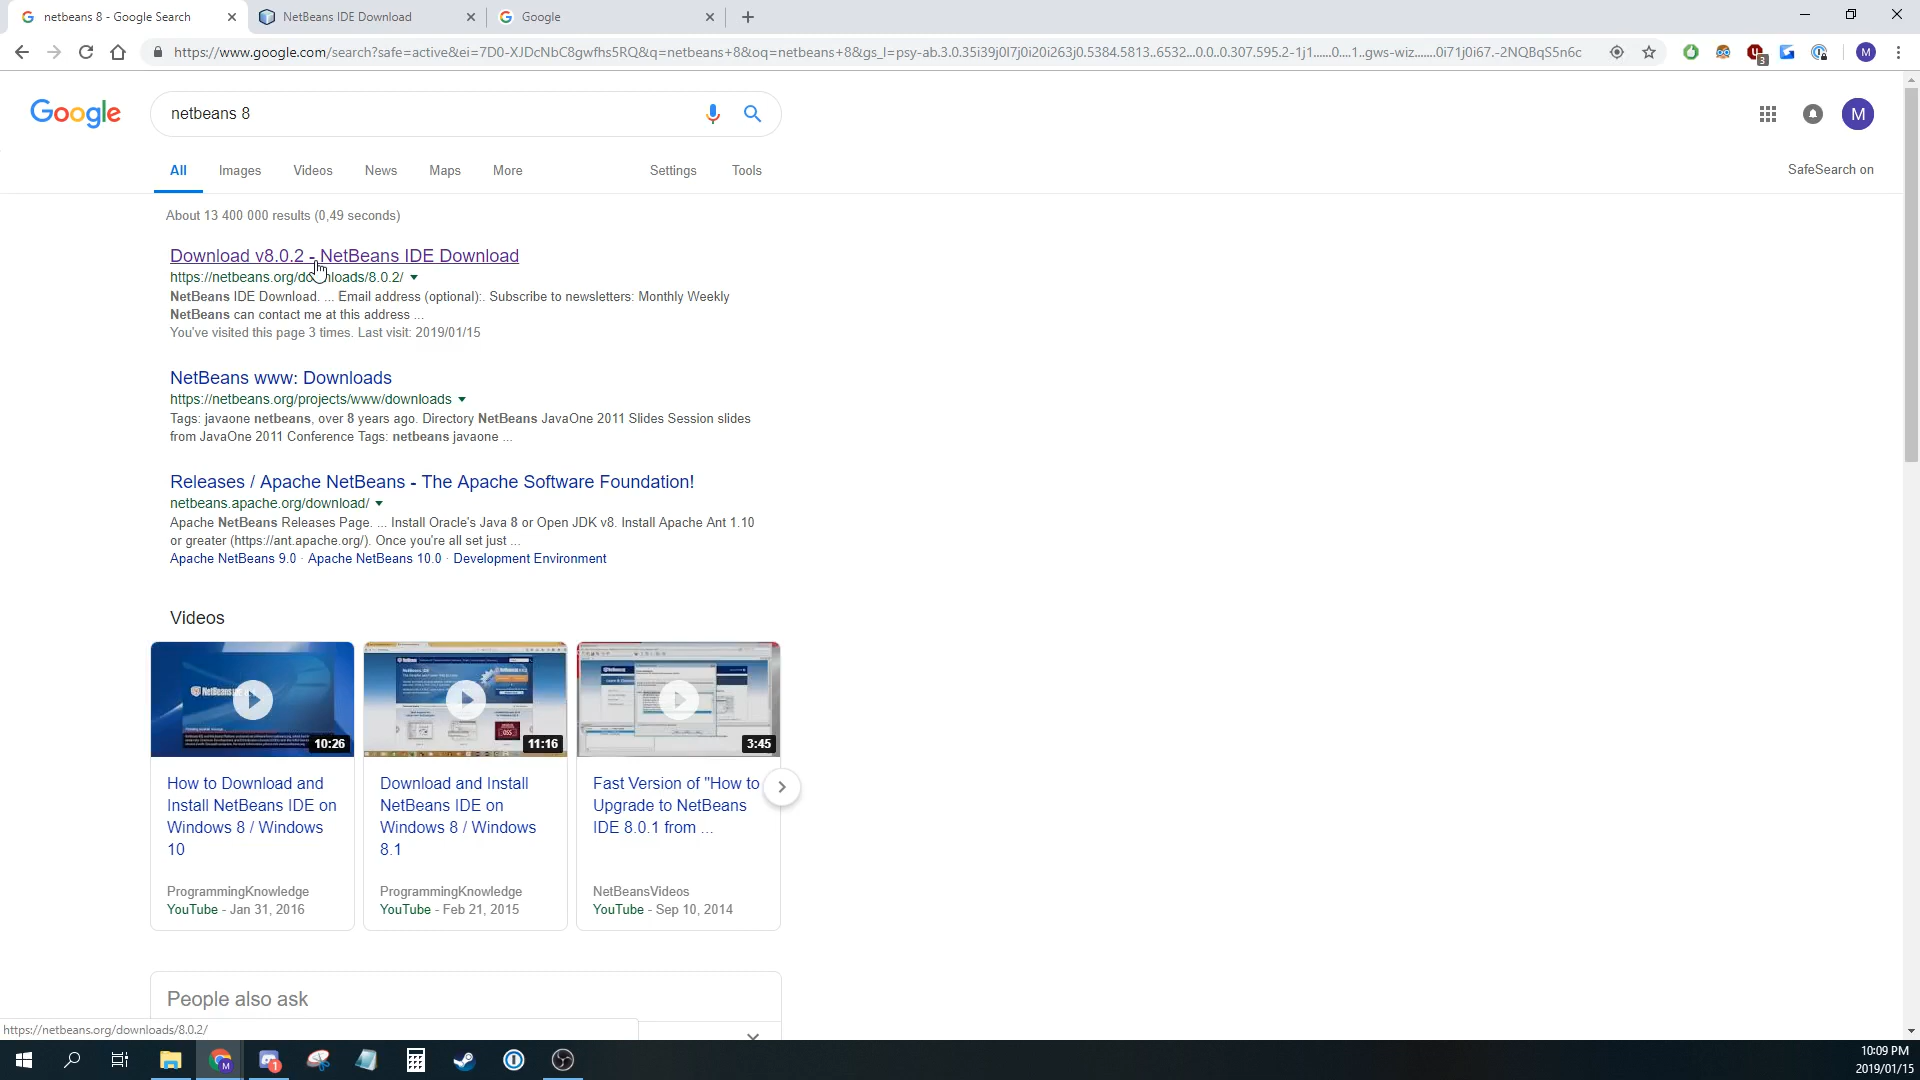 netbeans 8 - Google Search
NetBeans IDE Download
Google
https://www.google.com/search?safe=active&ei=7D0-XJDcNbC8gwfhs5RQ&q=netbeans+8&oq=netbeans+8&gs_l=psy-ab.3.0.35i39j0l7j0i20i263j0.5384.5813..6532...0.0..0.307.595.2-1j1......0....1..gws-wiz.......0i71j0i67.-2NQBqS5n6c
3
M
Google
netbeans 8
M
All
Images
Videos
News
Maps
More
Settings
Tools
SafeSearch on
About 13 400 000 results (0,49 seconds)
Download v8.0.2 - NetBeans IDE Download
https://netbeans.org/downloads/8.0.2/
NetBeans IDE Download. ... Email address (optional):. Subscribe to newsletters: Monthly Weekly
NetBeans can contact me at this address ...
You've visited this page 3 times. Last visit: 2019/01/15
NetBeans www: Downloads
https://netbeans.org/projects/www/downloads
Tags: javaone netbeans, over 8 years ago. Directory NetBeans JavaOne 2011 Slides Session slides
from JavaOne 2011 Conference Tags: netbeans javaone ...
Releases / Apache NetBeans - The Apache Software Foundation!
netbeans.apache.org/download/
Apache NetBeans Releases Page. ... Install Oracle's Java 8 or Open JDK v8. Install Apache Ant 1.10
or greater (https://ant.apache.org/). Once you're all set just ...
Apache NetBeans 9.0 · Apache NetBeans 10.0 · Development Environment
Videos
10:26
11:16
3:45
How to Download and
Install NetBeans IDE on
Windows 8 / Windows
10
ProgrammingKnowledge
YouTube - Jan 31, 2016
Download and Install
NetBeans IDE on
Windows 8 / Windows
8.1
ProgrammingKnowledge
YouTube - Feb 21, 2015
Fast Version of "How to
Upgrade to NetBeans
IDE 8.0.1 from ...
NetBeansVideos
YouTube - Sep 10, 2014
People also ask
https://netbeans.org/downloads/8.0.2/
10:09 PM
2019/01/15